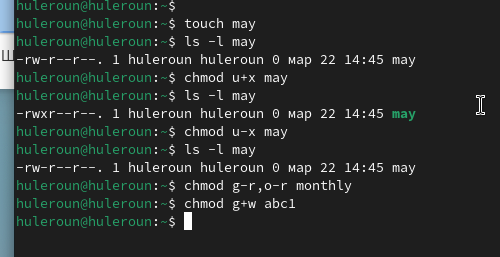 huleroun@huleroun:~$
huleroun@huleroun:~$ touch may
huleroun@huleroun:~$ ls -l may
-rw-r--r--. 1 huleroun huleroun 0 мар 22 14:45 may
huleroun@huleroun:~$ chmod u+x may
huleroun@huleroun:~$ ls -l may
-rwxr--r--. 1 huleroun huleroun 0 мар 22 14:45 may
huleroun@huleroun:~$ chmod u-x may
huleroun@huleroun:~$ ls -l may
-rw-r--r--. 1 huleroun huleroun 0 мар 22 14:45 may
huleroun@huleroun:~$ chmod g-r,o-r monthly
huleroun@huleroun:~$ chmod g+w abc1
huleroun@huleroun:~$